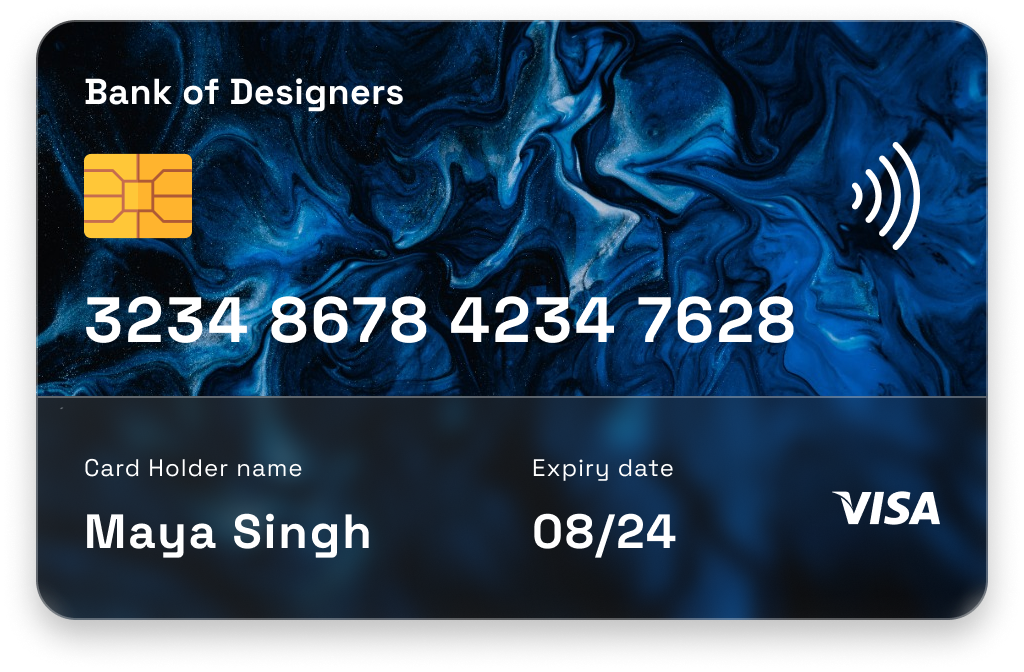 Bank of Designers
3234 8678 4234 7628
Card Holder name
Expiry date
Maya Singh
08/24
VISA